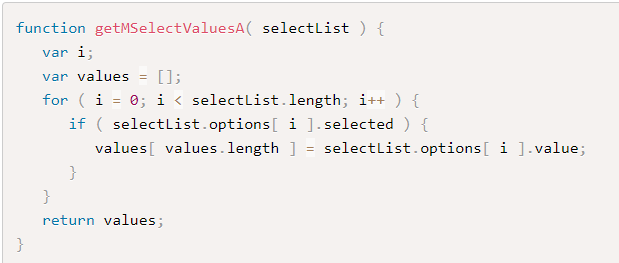 function getMSelectValuesA( selectList ) {
   var i;
   var values = [];
   for ( i = 0; i < selectList.length; i++ ) {
      if ( selectList.options[ i ].selected ) {
         values[ values.length ] = selectList.options[ i ].value;
      }
   }
   return values;
}